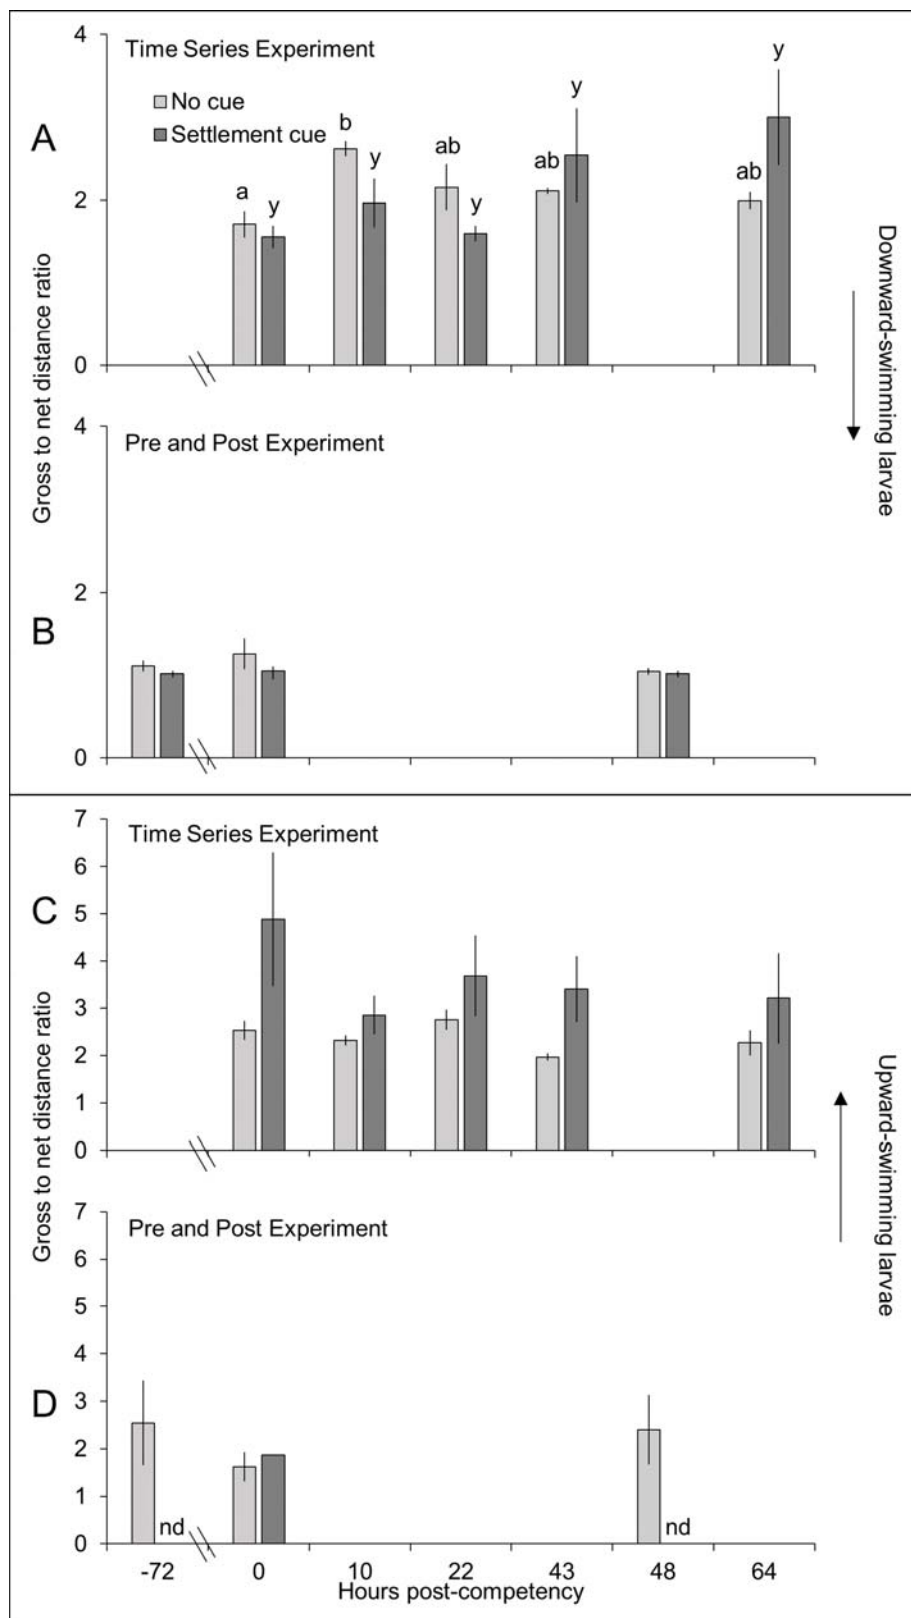 4
Time Series Experiment
No cue
Settlement cue
A
a
y
b
y
ab
y
ab
y
ab
y
2
0
Gross to net distance ratio
Downward-swimming larvae
4
Pre and Post Experiment
2
B
0
7
Time Series Experiment
6
C
5
4
3
2
1
0
Gross to net distance ratio
Upward-swimming larvae
7
Pre and Post Experiment
6
5
4
3
D
2
1
0
nd
nd
-72 0 10 22 43 48 64
Hours post-competency